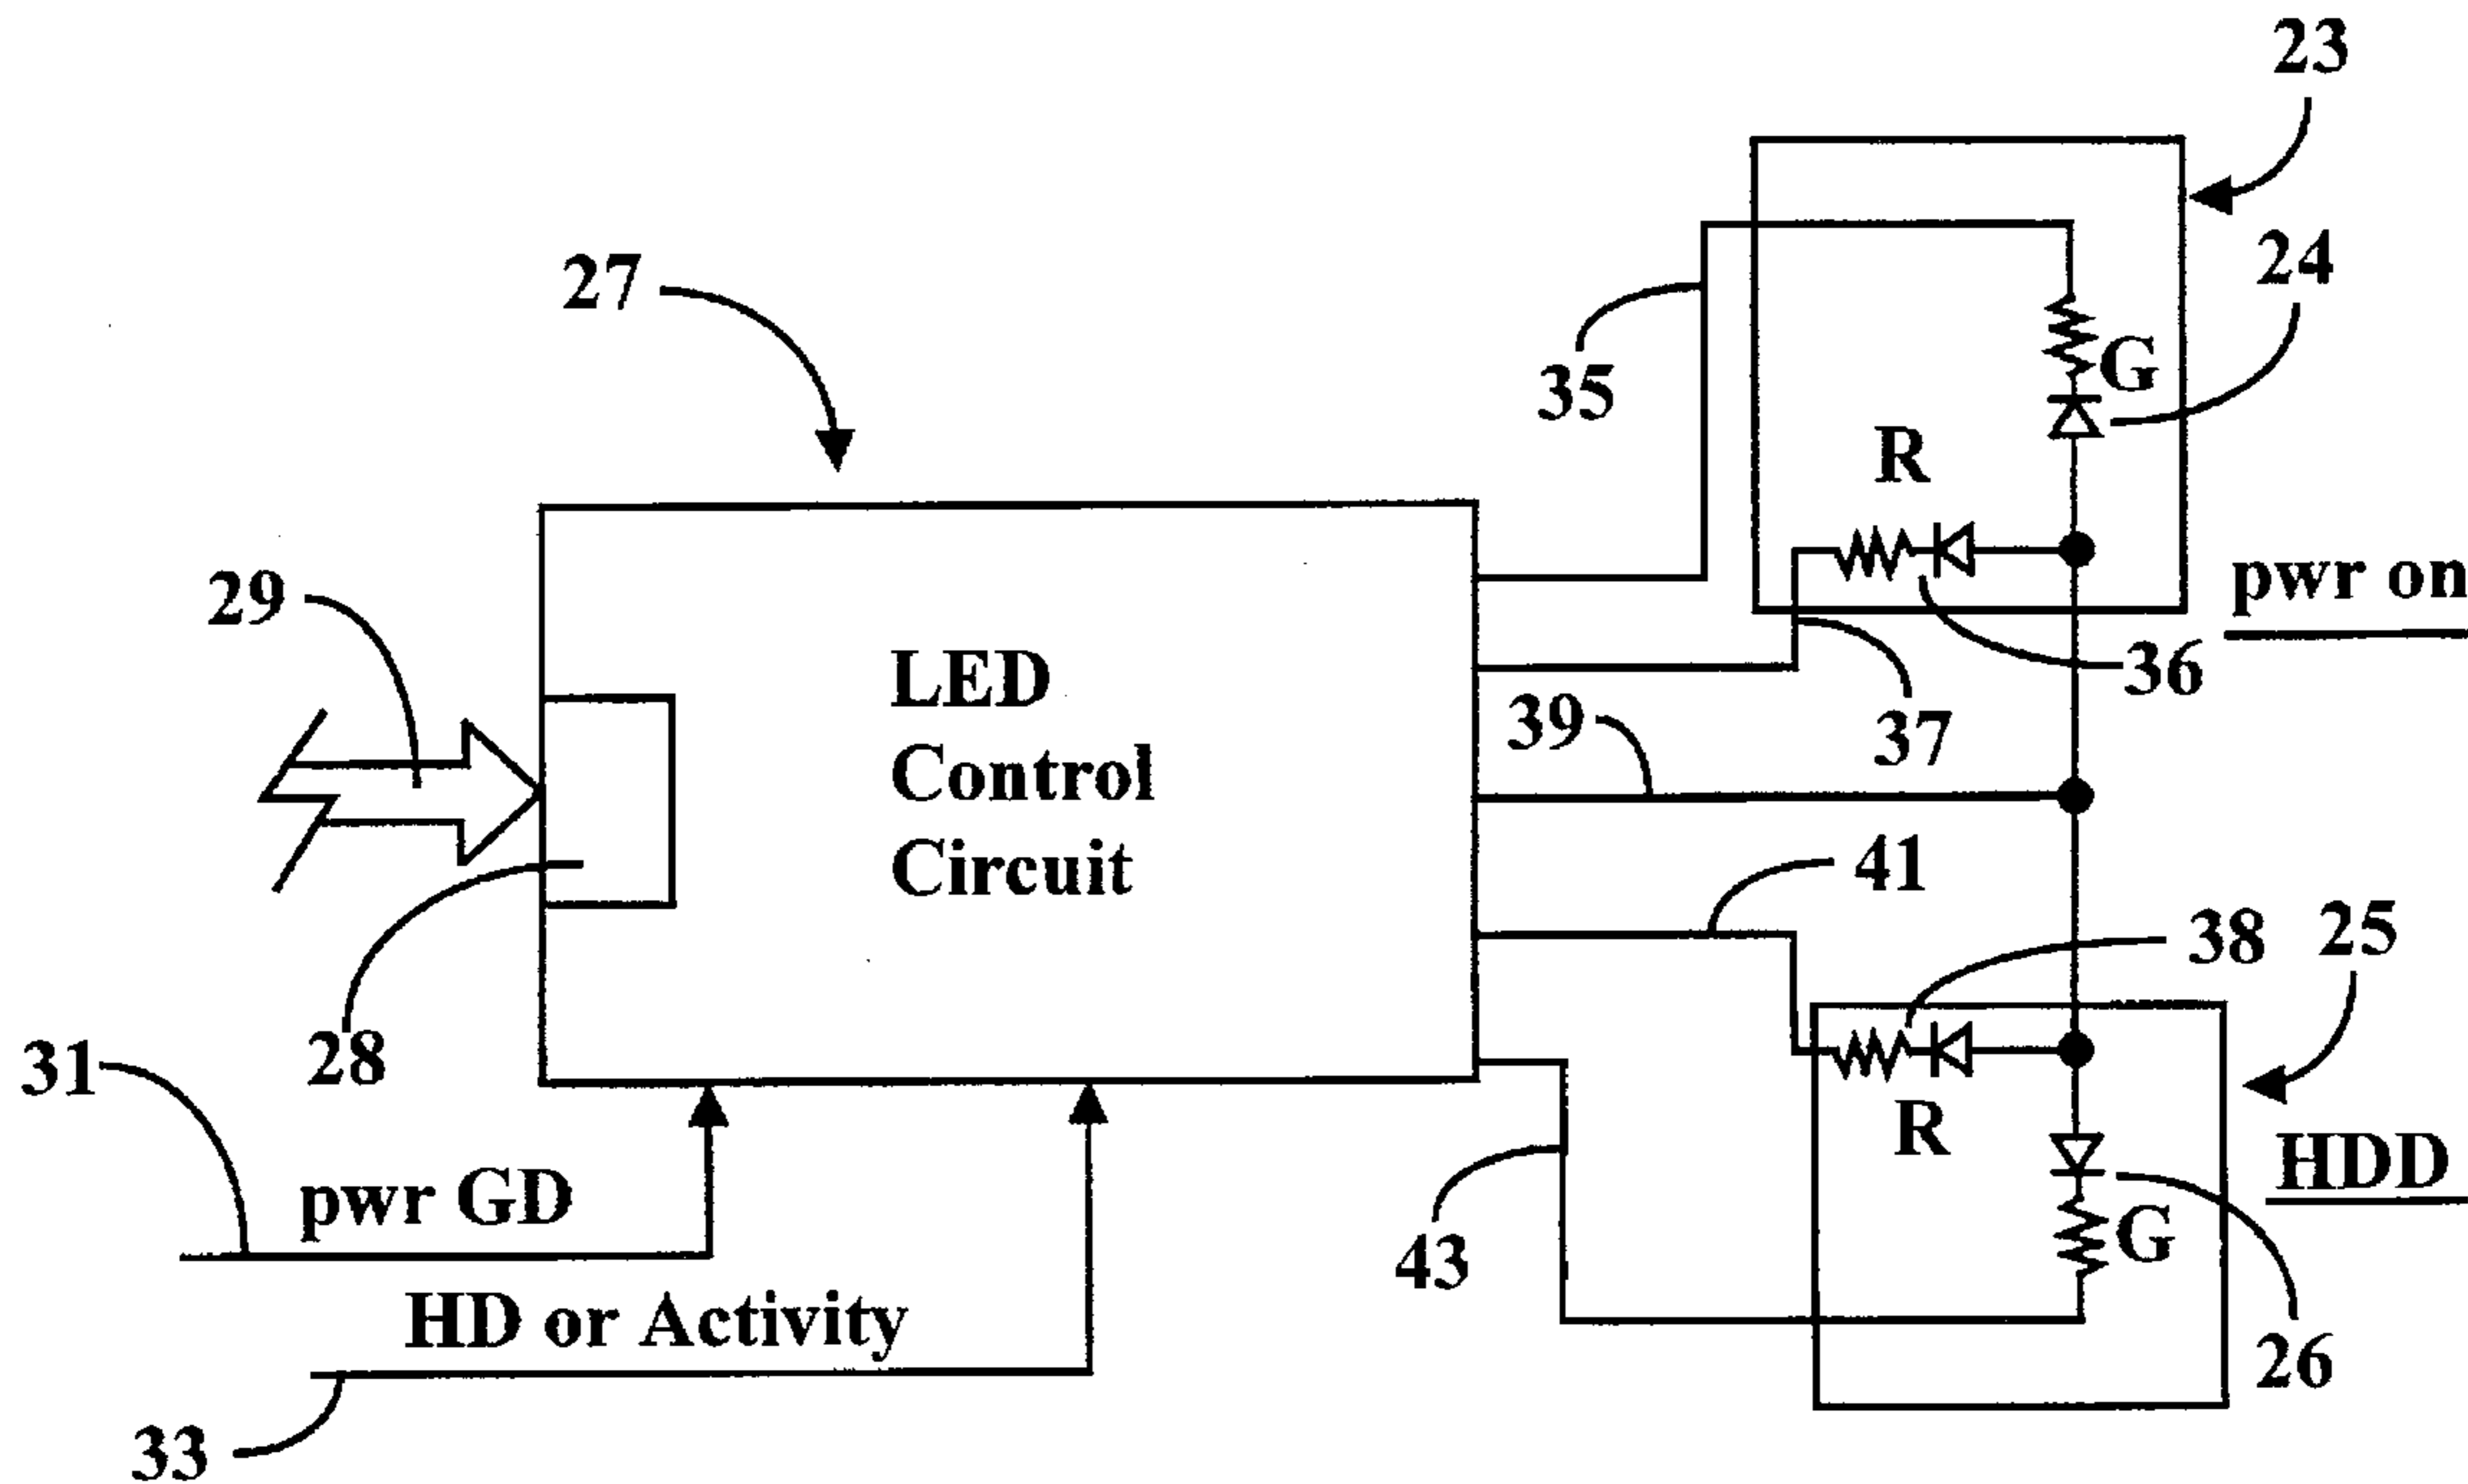 23
24
27
G
35
R
pwr on
29
36
LED
37
39
Control
41
Circuit
38
25
28
31
R
HDD
pwr GD
G
43
HD or Activity
26
33